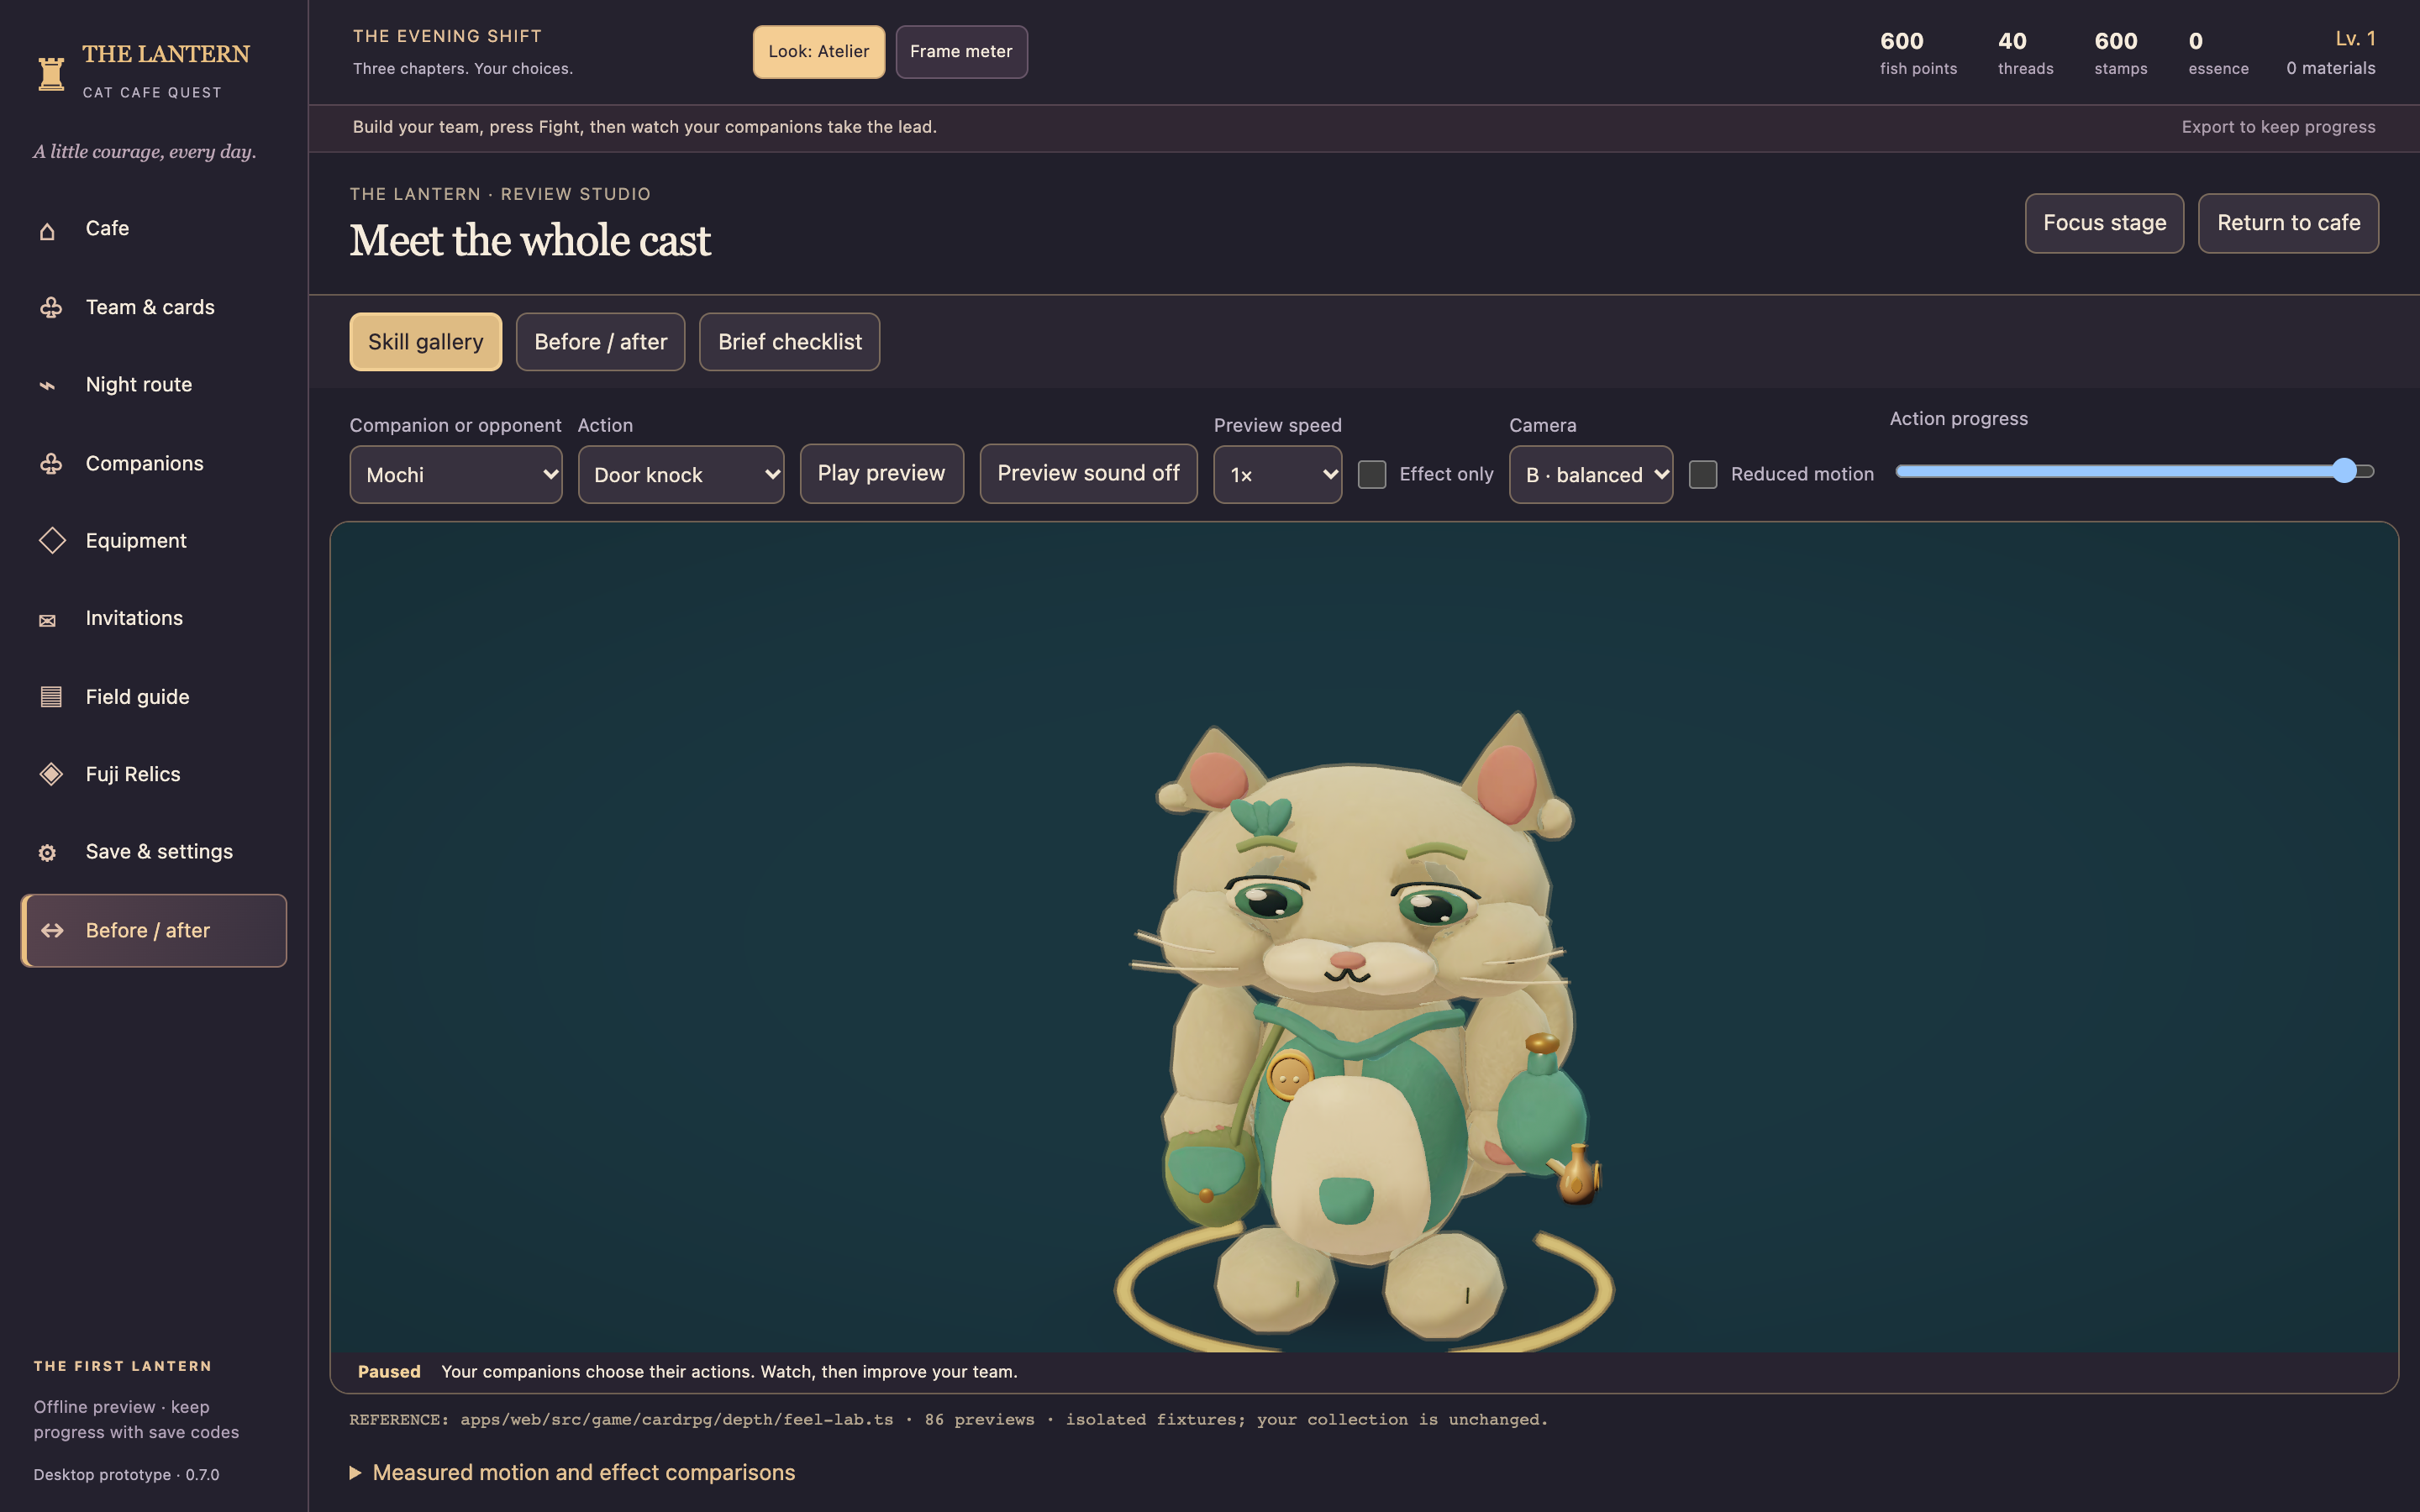 THE LANTERN
CAT CAFE QUEST
A little courage, every day.
Cafe
Team & cards
Night route
Companions
Equipment
Invitations
Field guide
Fuji Relics
Save & settings
Before / after
THE FIRST LANTERN
Offline preview · keep
progress with save codes
Desktop prototype · 0.7.0
THE EVENING SHIFT
Three chapters. Your choices.
Look: Atelier
Frame meter
600 fish points
40 threads
600 stamps
0 essence
Lv. 1
0 materials
Build your team, press Fight, then watch your companions take the lead.
Export to keep progress
THE LANTERN · REVIEW STUDIO
Meet the whole cast
Focus stage
Return to cafe
Skill gallery
Before / after
Brief checklist
Companion or opponent
Mochi
Action
Door knock
Play preview
Preview sound off
Preview speed
1×
Effect only
Camera
B · balanced
Reduced motion
Action progress
Paused Your companions choose their actions. Watch, then improve your team.
REFERENCE: apps/web/src/game/cardrpg/depth/feel-lab.ts · 86 previews · isolated fixtures; your collection is unchanged.
Measured motion and effect comparisons